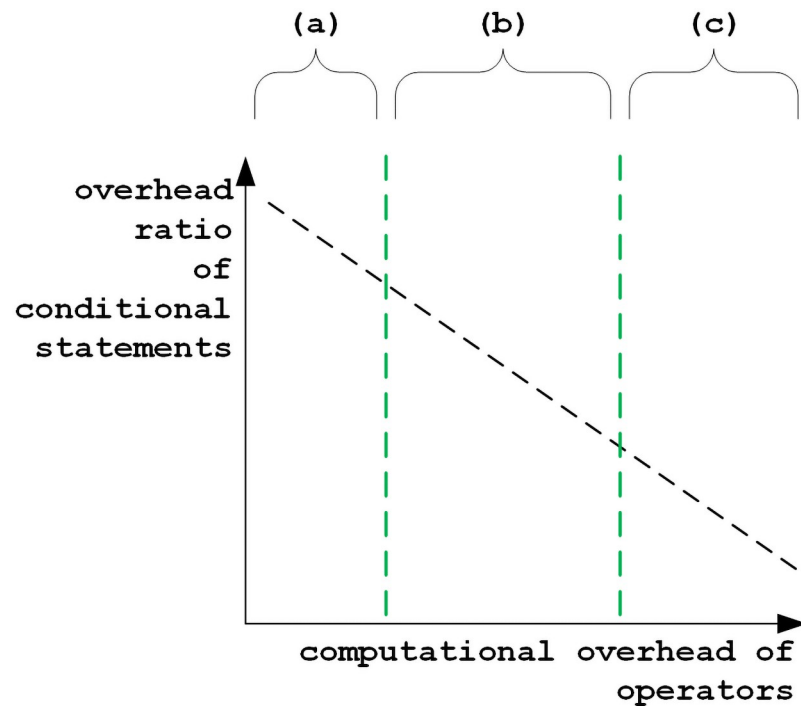 (a)
(b)
(c)
overhead
ratio
of
conditional
statements
computational overhead of
operators